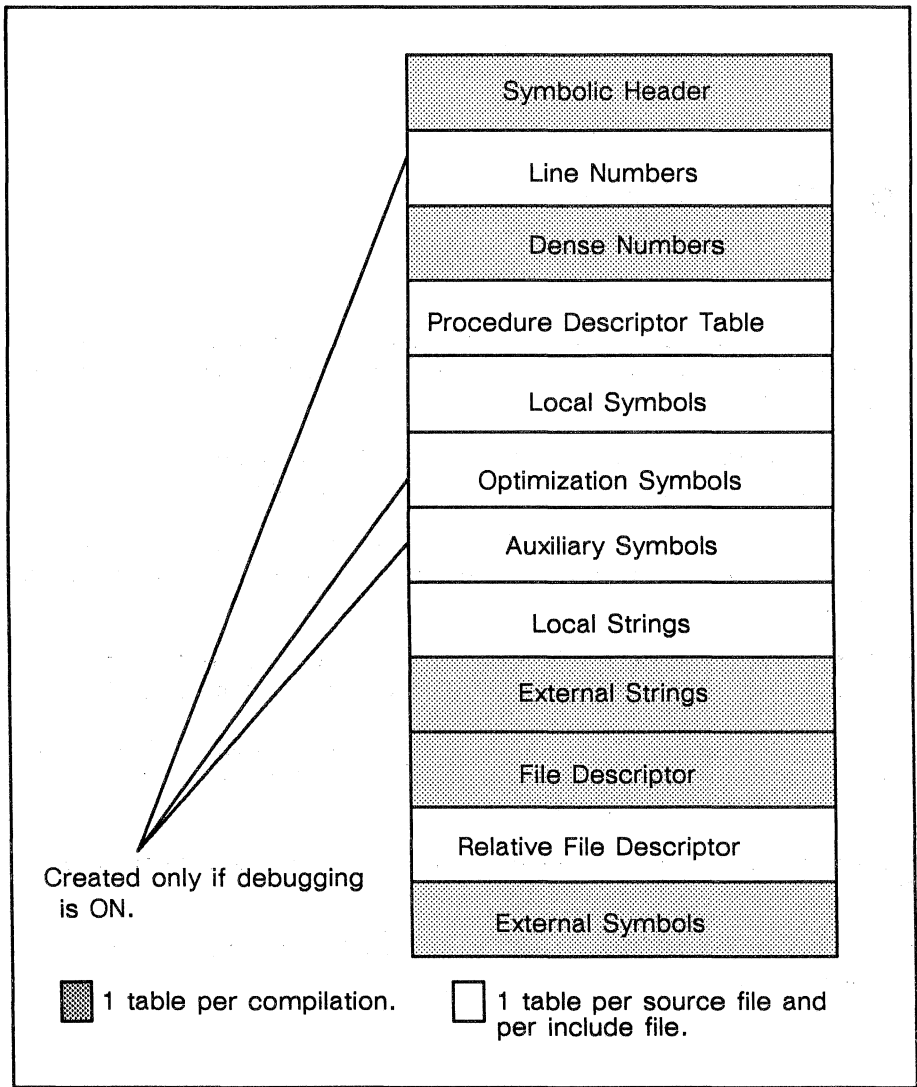 Symbolic Header
Line Numbers
Dense Numbers
Procedure Descriptor Table
Local Symbols
Optimization Symbols
Auxiliary Symbols
Local Strings
External Strings
File Descriptor
Relative File Descriptor
External Symbols
Created only if debugging
is ON.
1 table per compilation.
1 table per source file and
per include file.